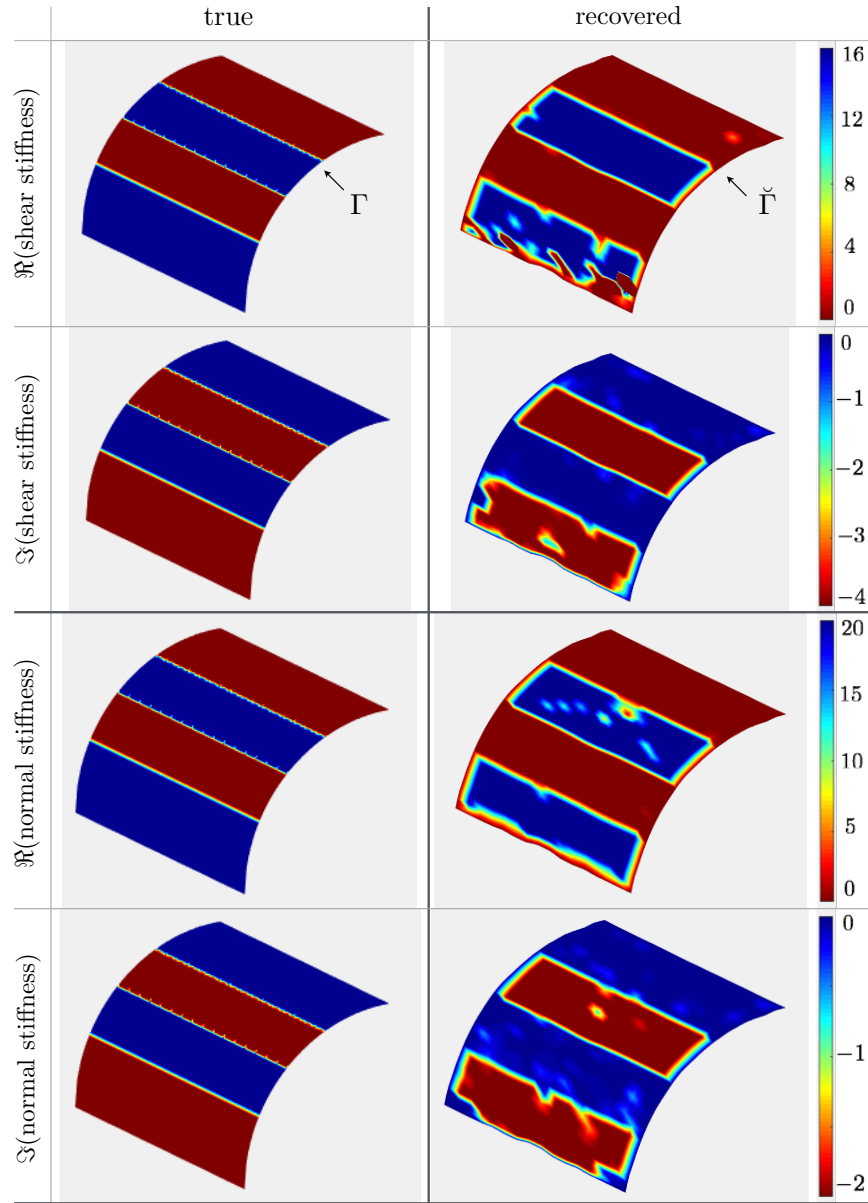 true recovered
ℜ(shear stiffness)
Γ
Γ̆
16
12
8
4
0
ℑ(shear stiffness)
0
−1
−2
−3
−4
ℜ(normal stiffness)
20
15
10
5
0
ℑ(normal stiffness)
0
−1
−2